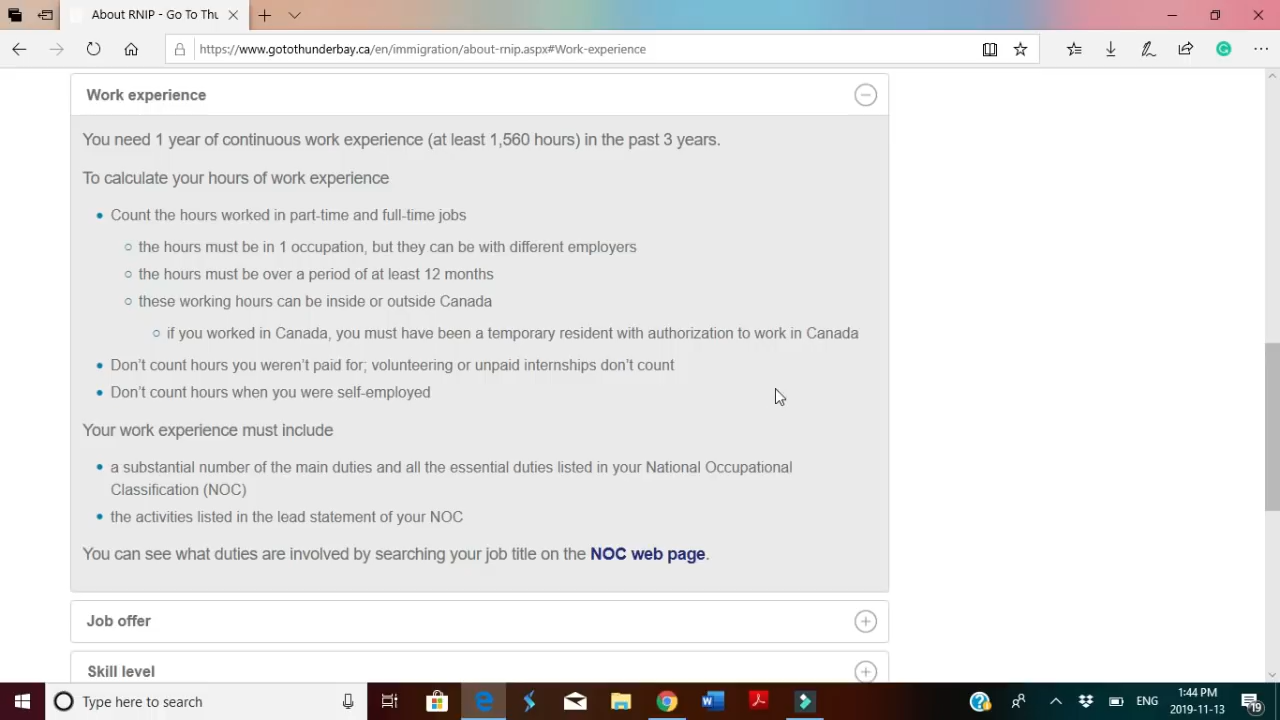 About RNIP - Go To Thu
https://www.gotothunderbay.ca/en/immigration/about-rnip.aspx#Work-experience
Work experience
You need 1 year of continuous work experience (at least 1,560 hours) in the past 3 years.
To calculate your hours of work experience
Count the hours worked in part-time and full-time jobs
the hours must be in 1 occupation, but they can be with different employers
the hours must be over a period of at least 12 months
these working hours can be inside or outside Canada
if you worked in Canada, you must have been a temporary resident with authorization to work in Canada
Don’t count hours you weren’t paid for; volunteering or unpaid internships don’t count
Don’t count hours when you were self-employed
Your work experience must include
a substantial number of the main duties and all the essential duties listed in your National Occupational
Classification (NOC)
the activities listed in the lead statement of your NOC
You can see what duties are involved by searching your job title on the NOC web page.
Job offer
Skill level
Type here to search
ENG
1:44 PM
2019-11-13
19